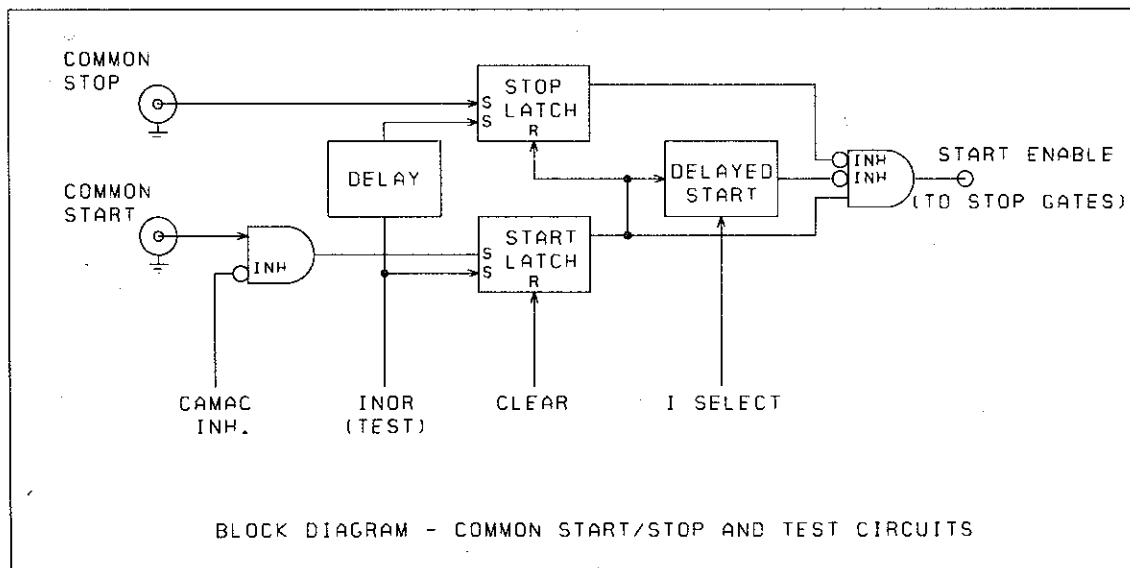 COMMON
STOP
S
S
STOP
LATCH
R
DELAY
DELAYED
START
INH
INH
START ENABLE
(TO STOP GATES)
COMMON
START
INH
S
S
START
LATCH
R
CAMAC
INH.
INOR
(TEST)
CLEAR
I SELECT
BLOCK DIAGRAM - COMMON START/STOP AND TEST CIRCUITS